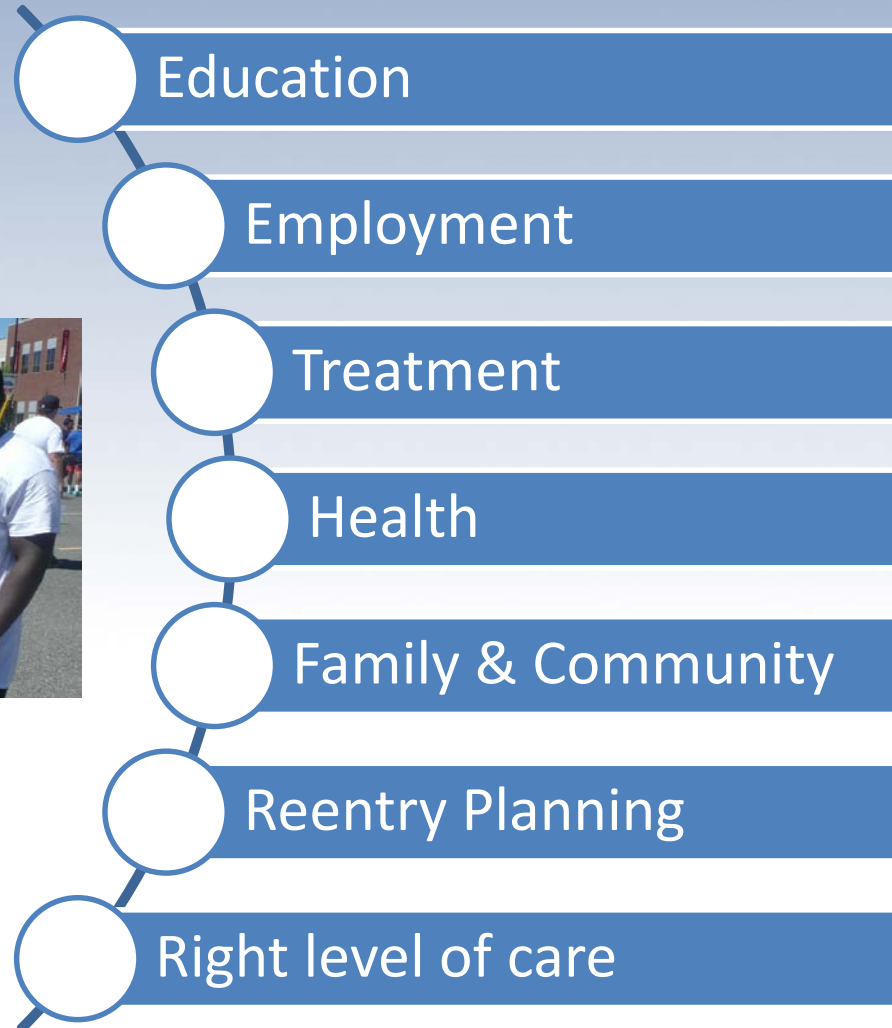 Education
Employment
Treatment
Health
Family & Community
Reentry Planning
Right level of care